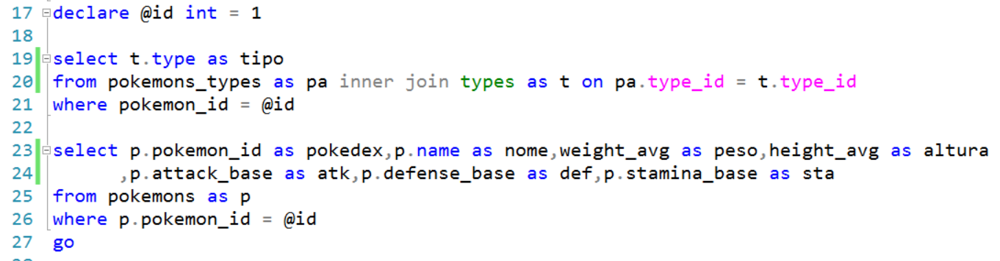 17 declare @id int = 1
18
19 select t.type as tipo
20 from pokemons_types as pa inner join types as t on pa.type_id = t.type_id
21 where pokemon_id = @id
22
23 select p.pokemon_id as pokedex,p.name as nome,weight_avg as peso,height_avg as altura
24 ,p.attack_base as atk,p.defense_base as def,p.stamina_base as sta
25 from pokemons as p
26 where p.pokemon_id = @id
27 go